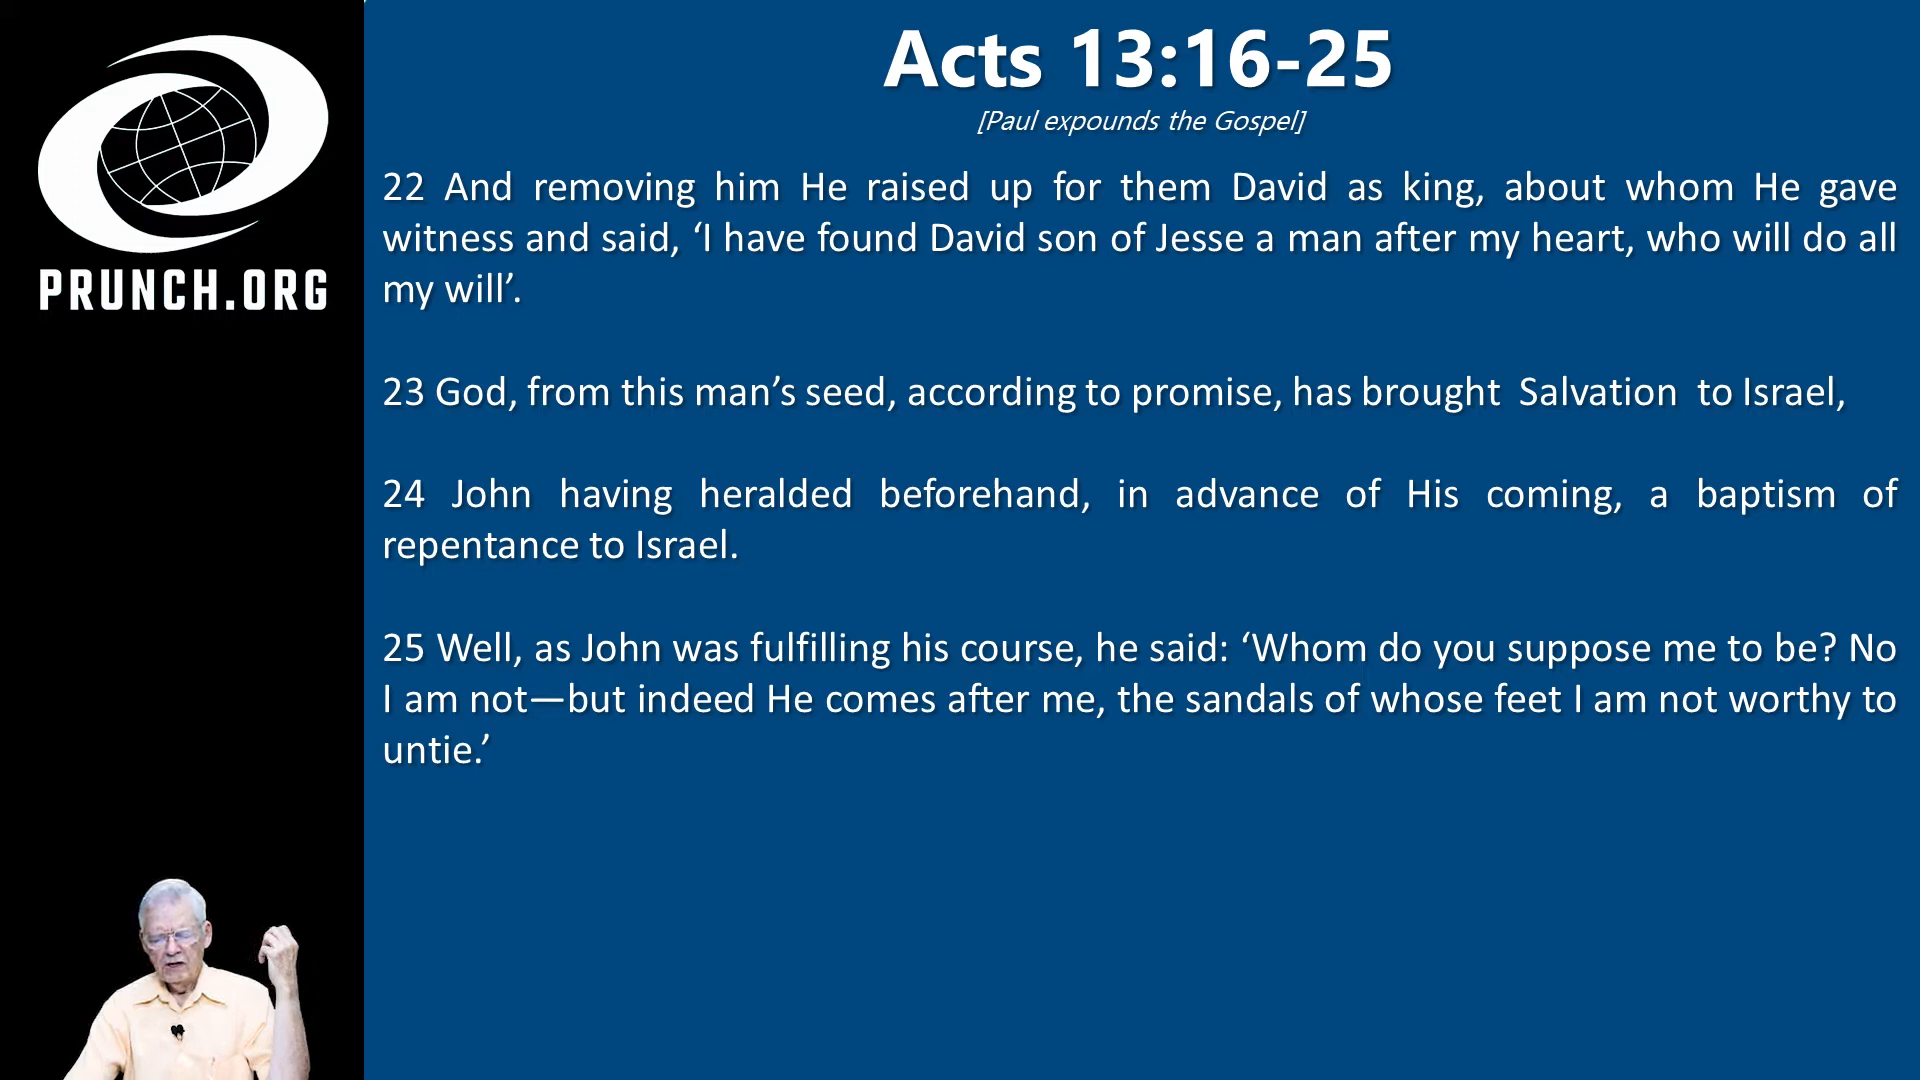 PRUNCH.ORG
Acts 13:16-25
[Paul expounds the Gospel]
22 And removing him He raised up for them David as king, about whom He gave
witness and said, ‘I have found David son of Jesse a man after my heart, who will do all
my will’.
23 God, from this man’s seed, according to promise, has brought  Salvation  to Israel,
24 John having heralded beforehand, in advance of His coming, a baptism of
repentance to Israel.
25 Well, as John was fulfilling his course, he said: ‘Whom do you suppose me to be? No
I am not—but indeed He comes after me, the sandals of whose feet I am not worthy to
untie.’